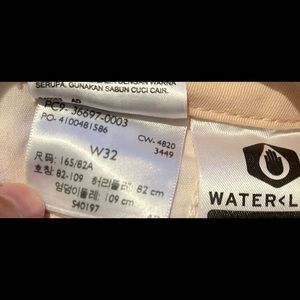 SERUPA. GUNAKAN SABUN CUCI CAIR.
PC9- 36697-0003
PO- 4100481586
CW- 4820
3449
W32
尺码: 165/82A
호칭: 82-109 허리둘레: 82 cm
엉덩이둘레: 109 cm
S40197
WATER<L